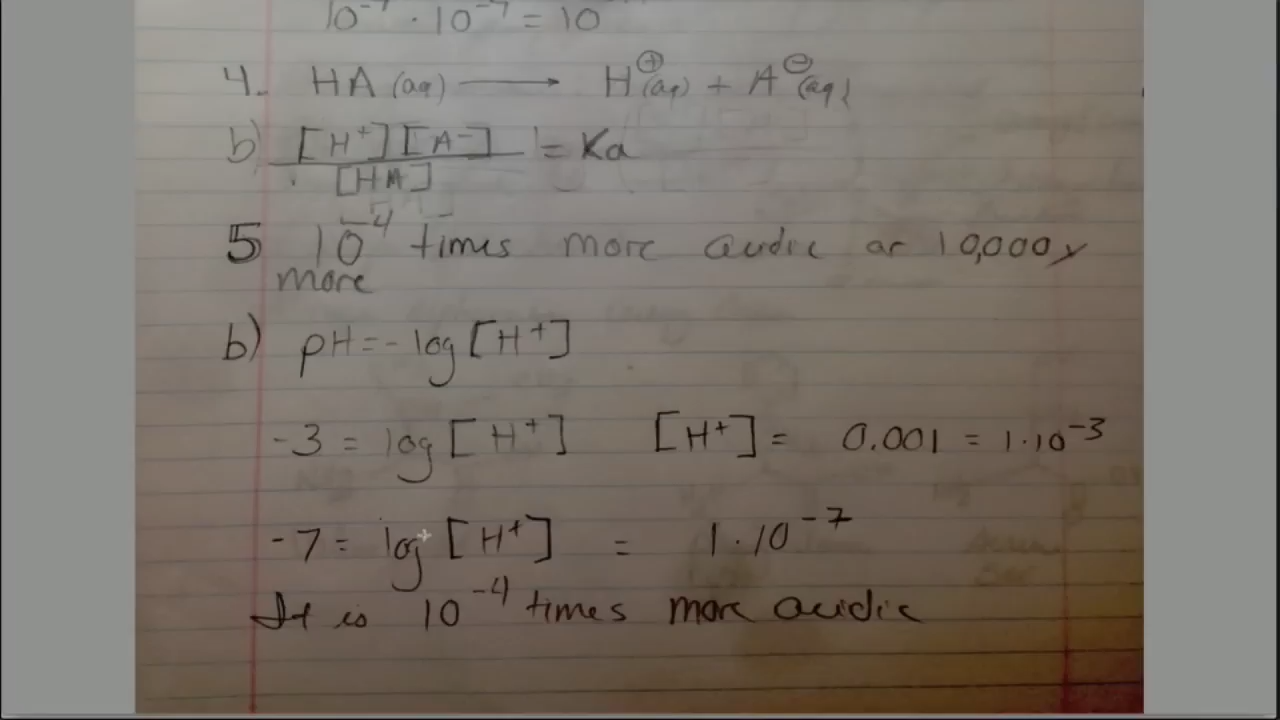 10⁻⁷ · 10⁻⁷ = 10
4. HA (aq) ⟶ H⊕(aq) + A⊖(aq)
b) [H⁺][A⁻] / [HA] = Ka
5 10⁻⁴ times more acidic or 10,000x
more
b) pH = - log [H⁺]
-3 = log [H⁺] [H⁺] = 0.001 = 1·10⁻³
-7 = log [H⁺] = 1·10⁻⁷
It is 10⁻⁴ times more acidic